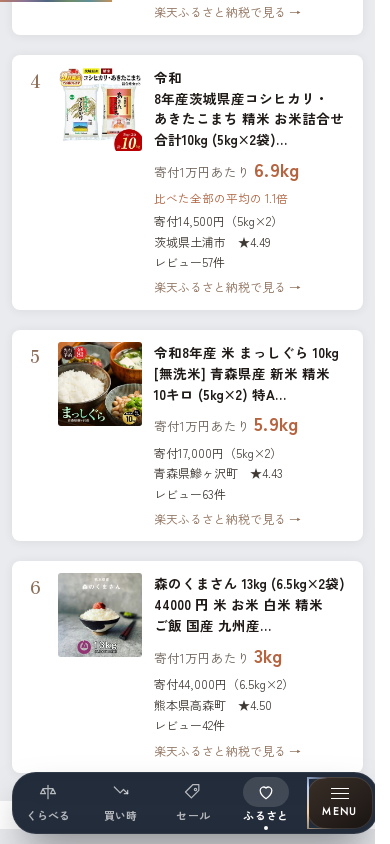 楽天ふるさと納税で見る →
4
令和
8年産茨城県産コシヒカリ・
あきたこまち 精米 お米詰合せ
合計10kg (5kg×2袋)…
寄付1万円あたり 6.9kg
比べた全部の平均の 1.1倍
寄付14,500円（5kg×2）
茨城県土浦市 ★4.49
レビュー57件
楽天ふるさと納税で見る →
5
令和8年産 米 まっしぐら 10kg
[無洗米] 青森県産 新米 精米
10キロ (5kg×2) 特A…
まっしぐら
寄付1万円あたり 5.9kg
寄付17,000円（5kg×2）
青森県鰺ヶ沢町 ★4.43
レビュー63件
楽天ふるさと納税で見る →
6
森のくまさん 13kg (6.5kg×2袋)
44000 円 米 お米 白米 精米
ご飯 国産 九州産…
森のくまさん
13kg
寄付1万円あたり 3kg
寄付44,000円（6.5kg×2）
熊本県高森町 ★4.50
レビュー42件
楽天ふるさと納税で見る →
くらべる
買い時
セール
ふるさと
MENU